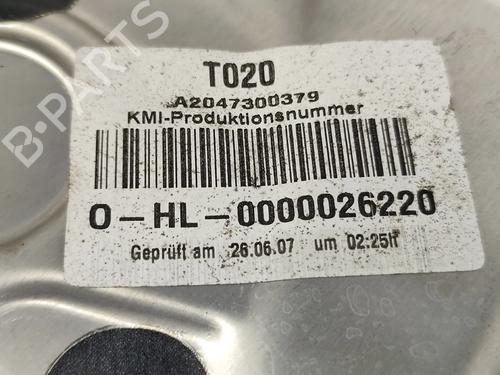 T020
A2047300379
KMI-Produktionsnummer
O-HL-0000026220
Geprüft am 26.06.07 um 02:25h
B-PARTS